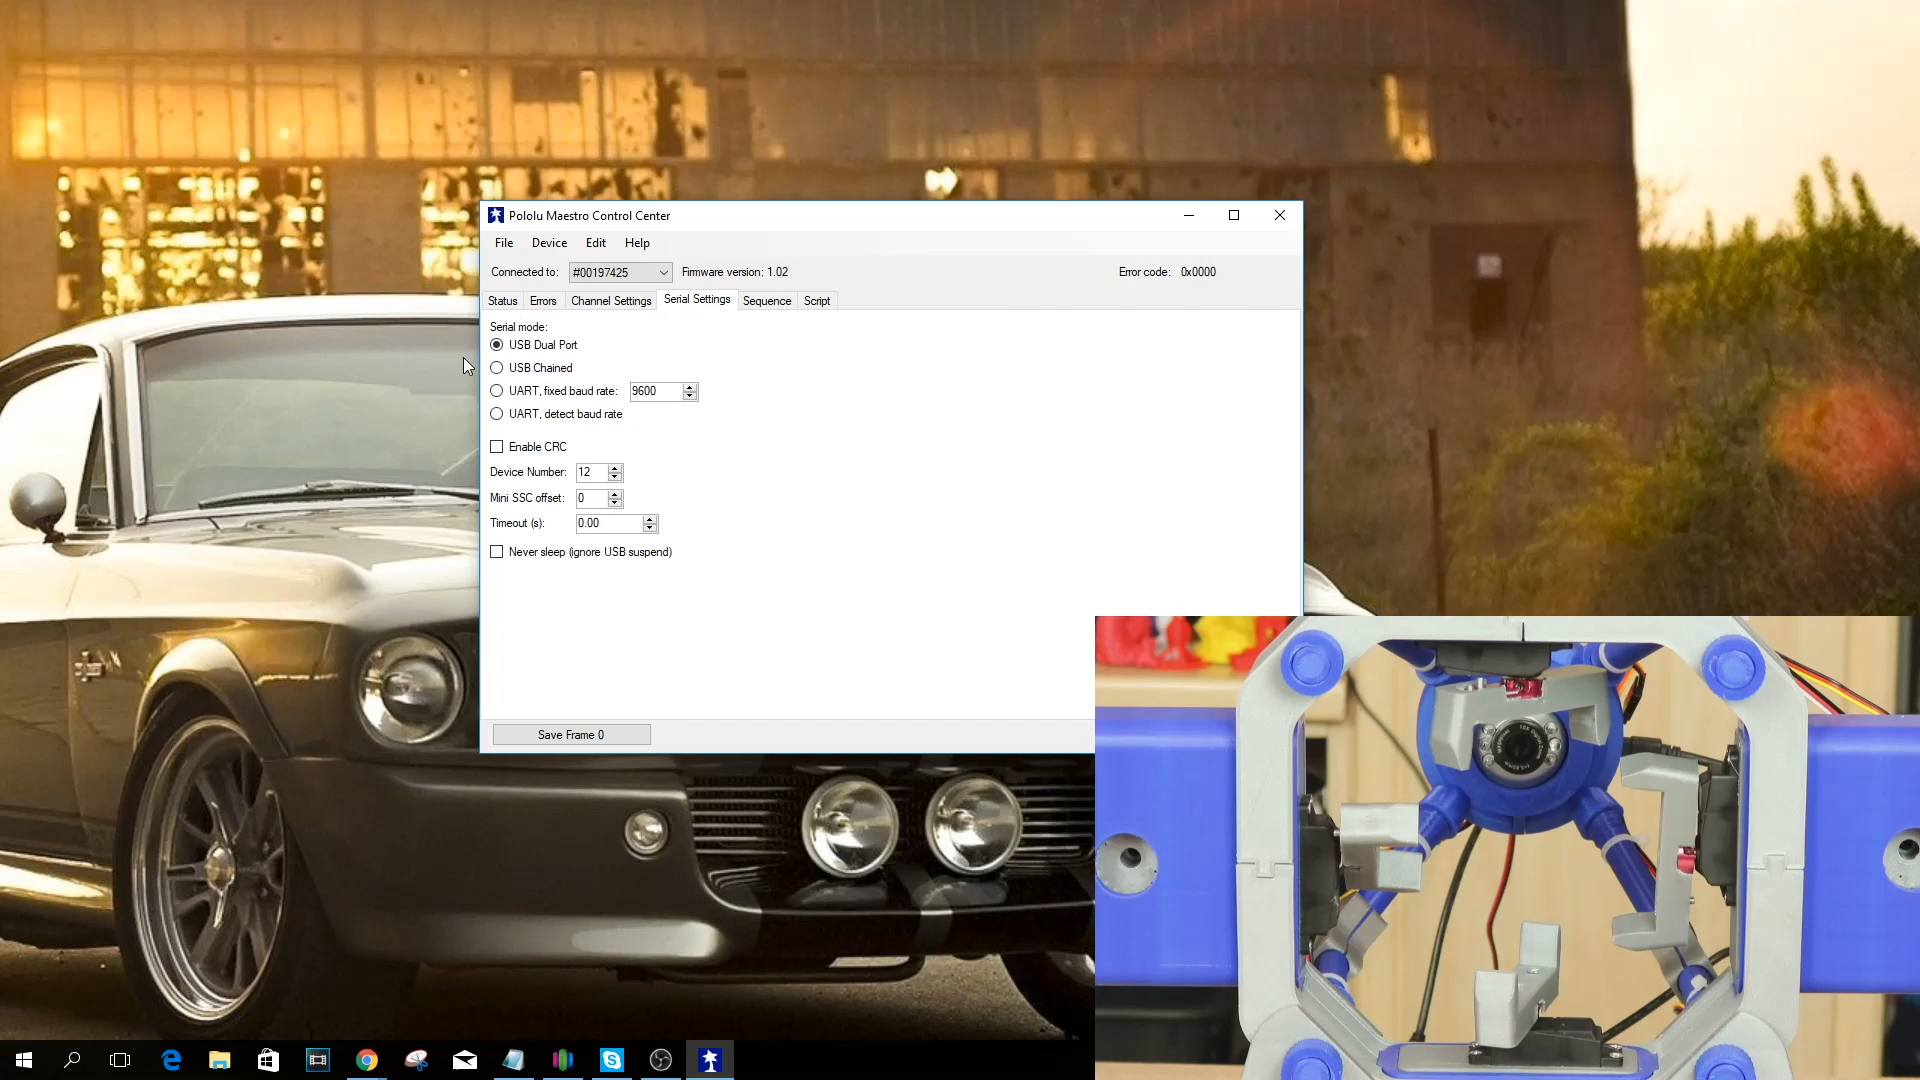 Pololu Maestro Control Center
File Device Edit Help
Connected to: #00197425 Firmware version: 1.02 Error code: 0x0000
Status Errors Channel Settings Serial Settings Sequence Script
Serial mode:
USB Dual Port
USB Chained
UART, fixed baud rate: 9600
UART, detect baud rate
Enable CRC
Device Number: 12
Mini SSC offset: 0
Timeout (s): 0.00
Never sleep (ignore USB suspend)
Save Frame 0